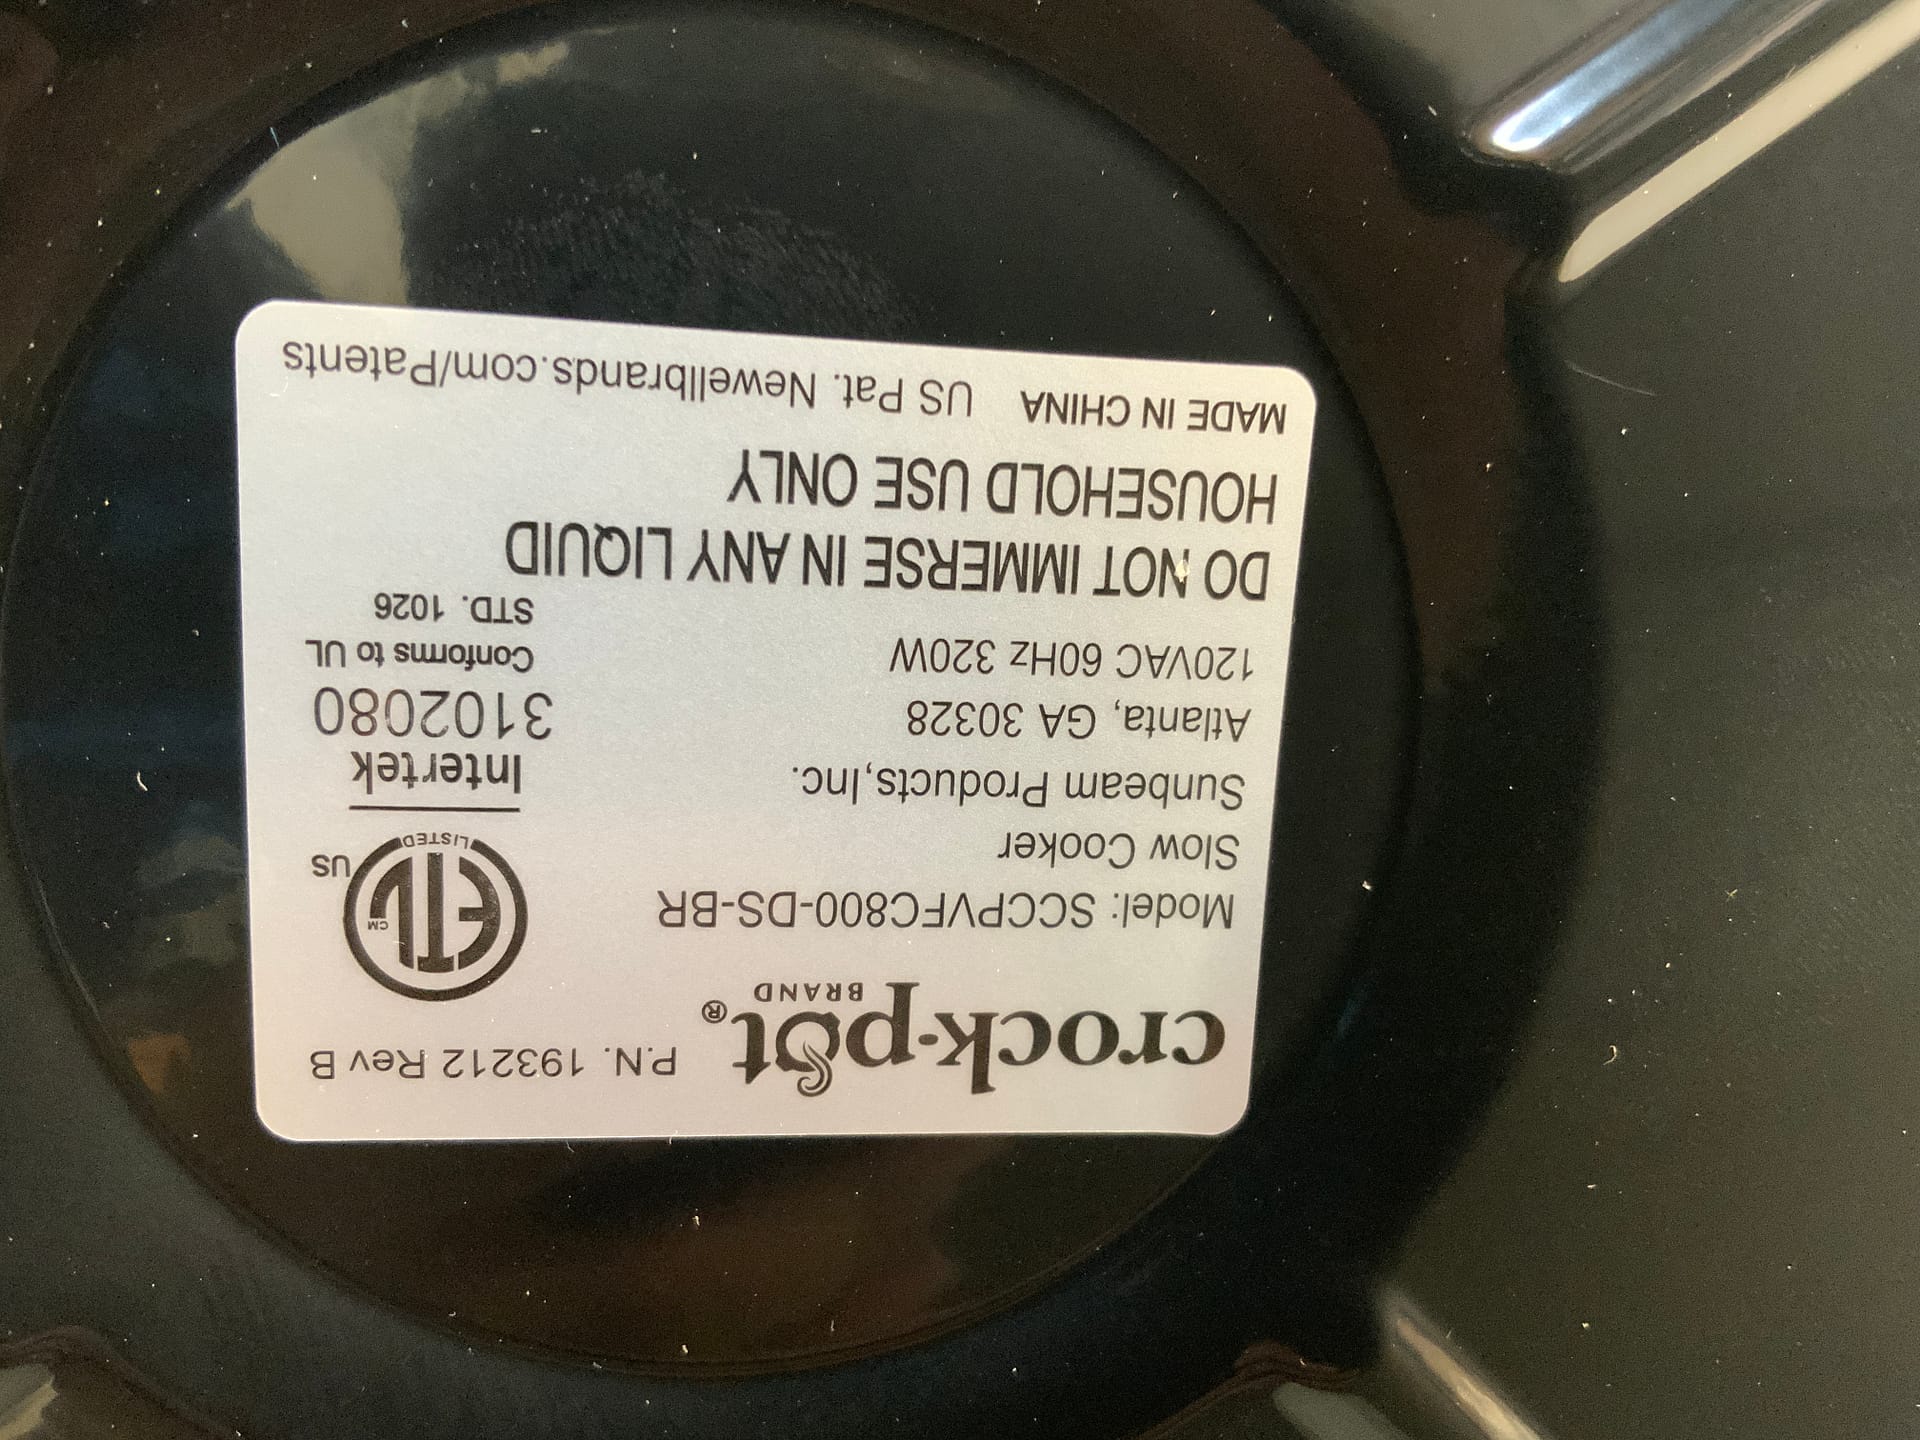 crock-pot® P.N. 193212 Rev B
BRAND
Model: SCCPVFC800-DS-BR
Slow Cooker
Sunbeam Products,Inc.
Atlanta, GA 30328
120VAC 60Hz 320W
ETL CM
LISTED
US
Intertek
3102080
Conforms to UL
STD. 1026
DO NOT IMMERSE IN ANY LIQUID
HOUSEHOLD USE ONLY
MADE IN CHINA US Pat. Newellbrands.com/Patents